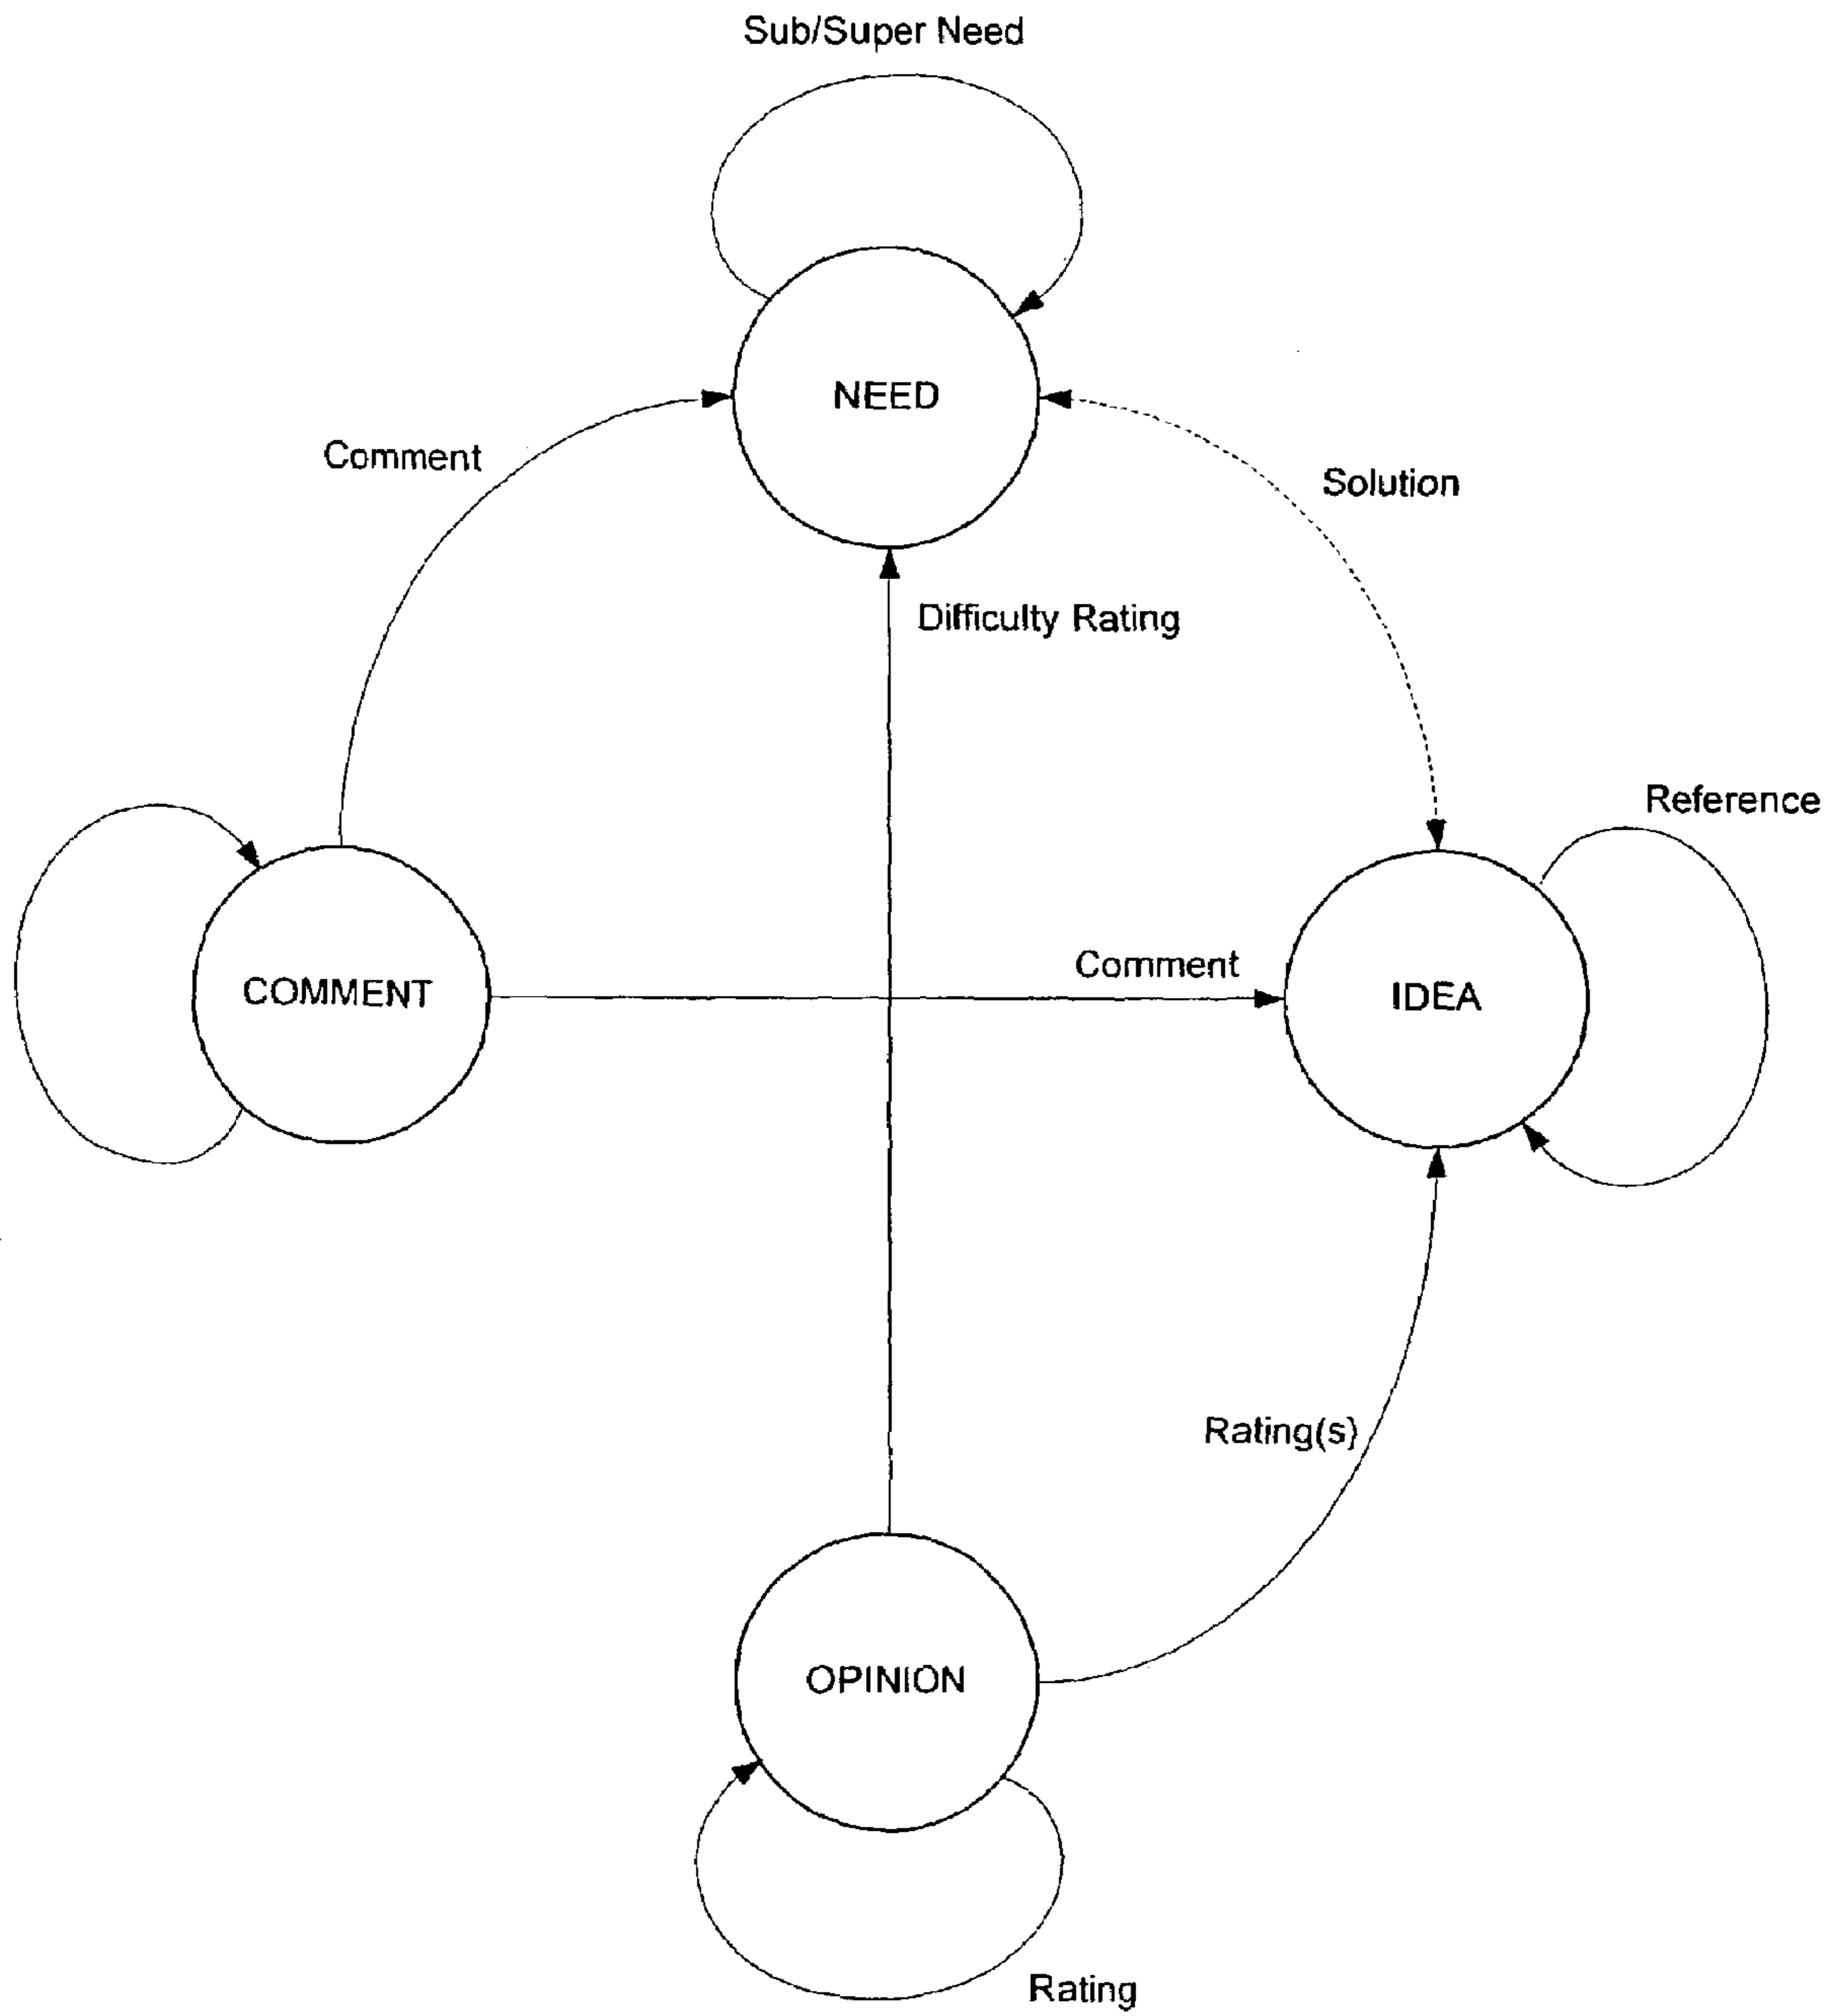 Sub/Super Need
NEED
Comment
Solution
Difficulty Rating
Reference
Comment
COMMENT
IDEA
Rating(s)
OPINION
Rating